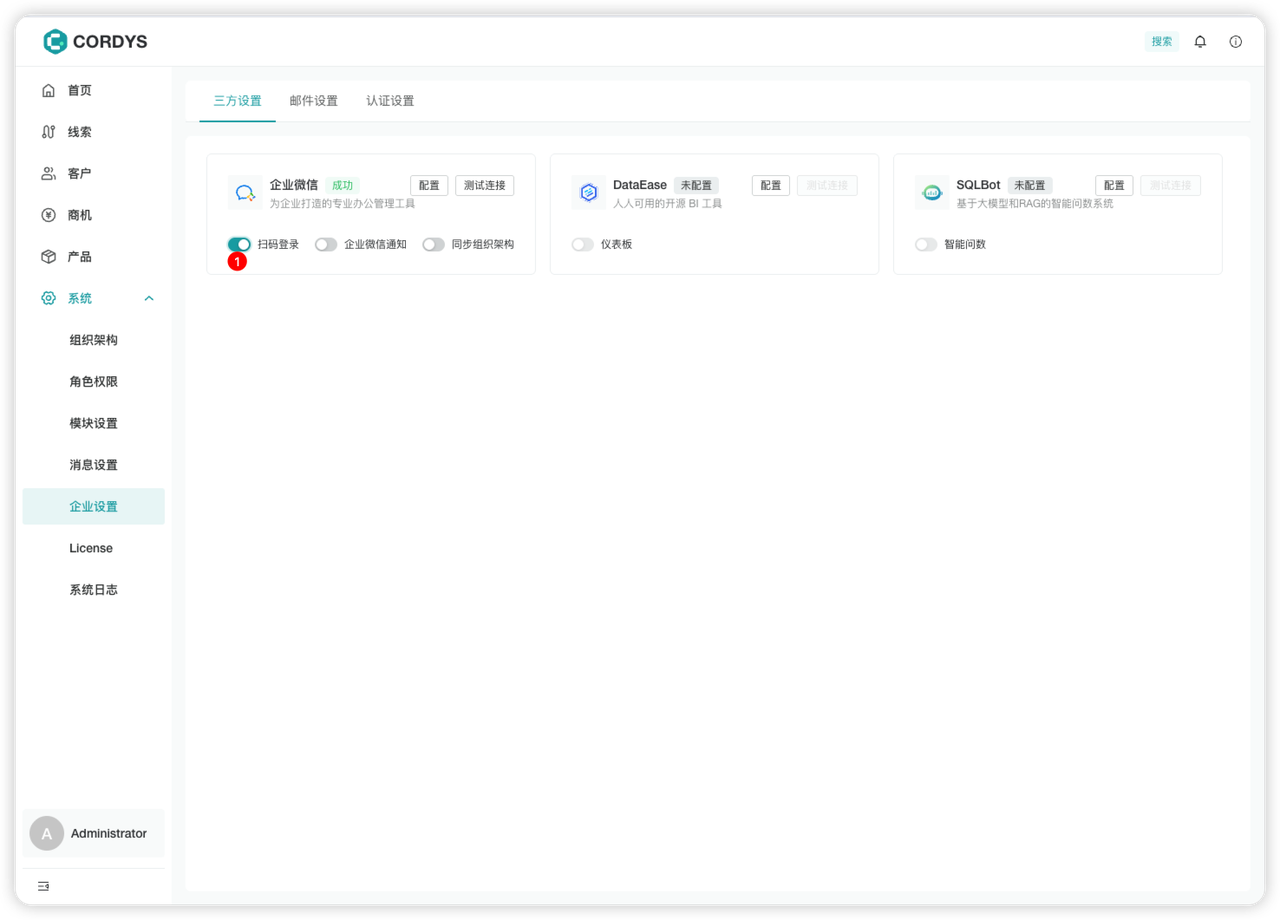 CORDYS
搜索
首页
线索
客户
商机
产品
系统
组织架构
角色权限
模块设置
消息设置
企业设置
License
系统日志
A Administrator
三方设置 邮件设置 认证设置
企业微信 成功 配置 测试连接
为企业打造的专业办公管理工具
扫码登录 企业微信通知 同步组织架构
1
DataEase 未配置 配置 测试连接
人人可用的开源 BI 工具
仪表板
SQLBot 未配置 配置 测试连接
基于大模型和RAG的智能问数系统
智能问数